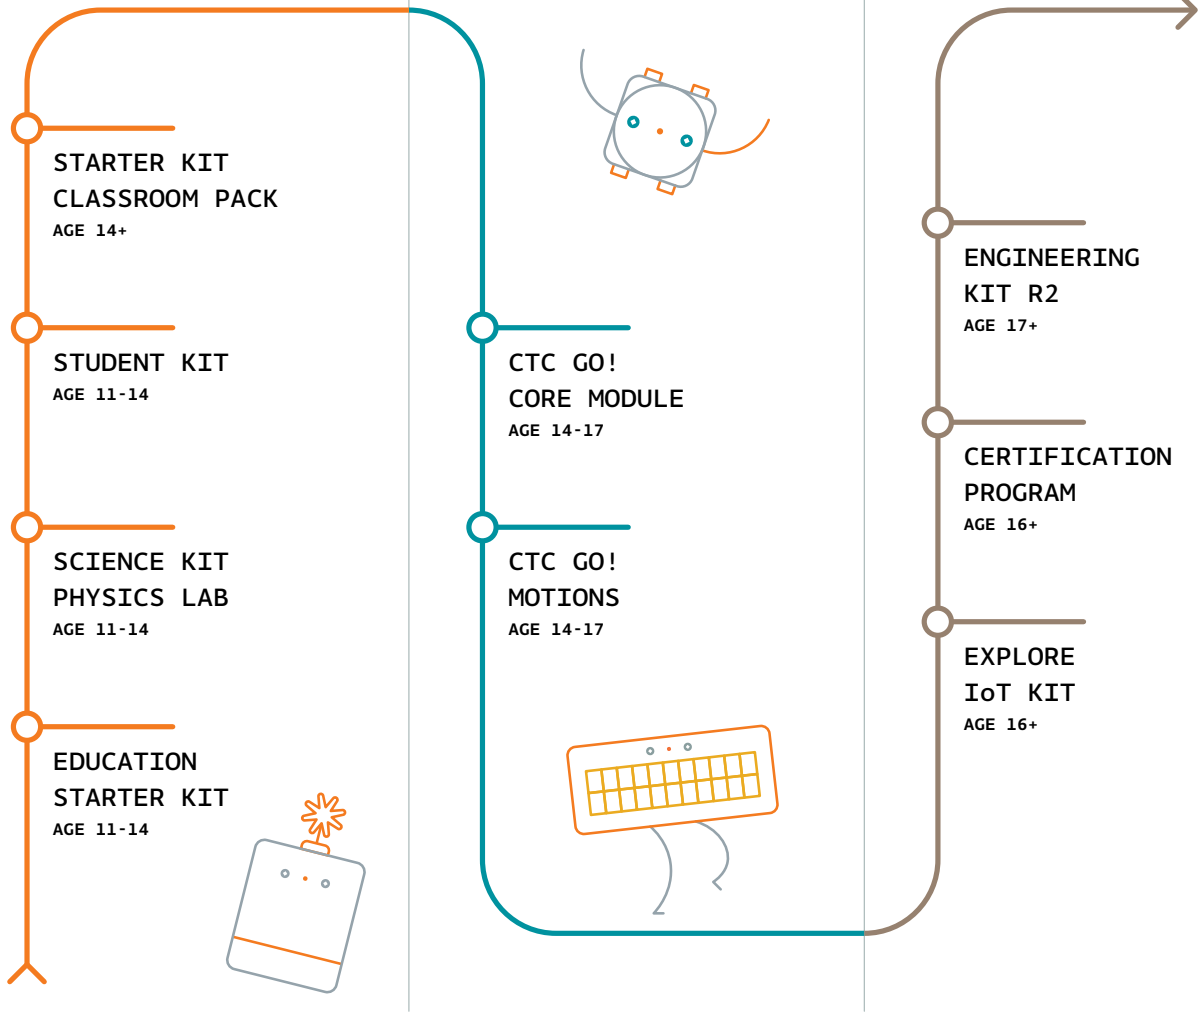 STARTER KIT
CLASSROOM PACK
AGE 14+
STUDENT KIT
AGE 11-14
SCIENCE KIT
PHYSICS LAB
AGE 11-14
EDUCATION
STARTER KIT
AGE 11-14
CTC GO!
CORE MODULE
AGE 14-17
CTC GO!
MOTIONS
AGE 14-17
ENGINEERING
KIT R2
AGE 17+
CERTIFICATION
PROGRAM
AGE 16+
EXPLORE
IoT KIT
AGE 16+